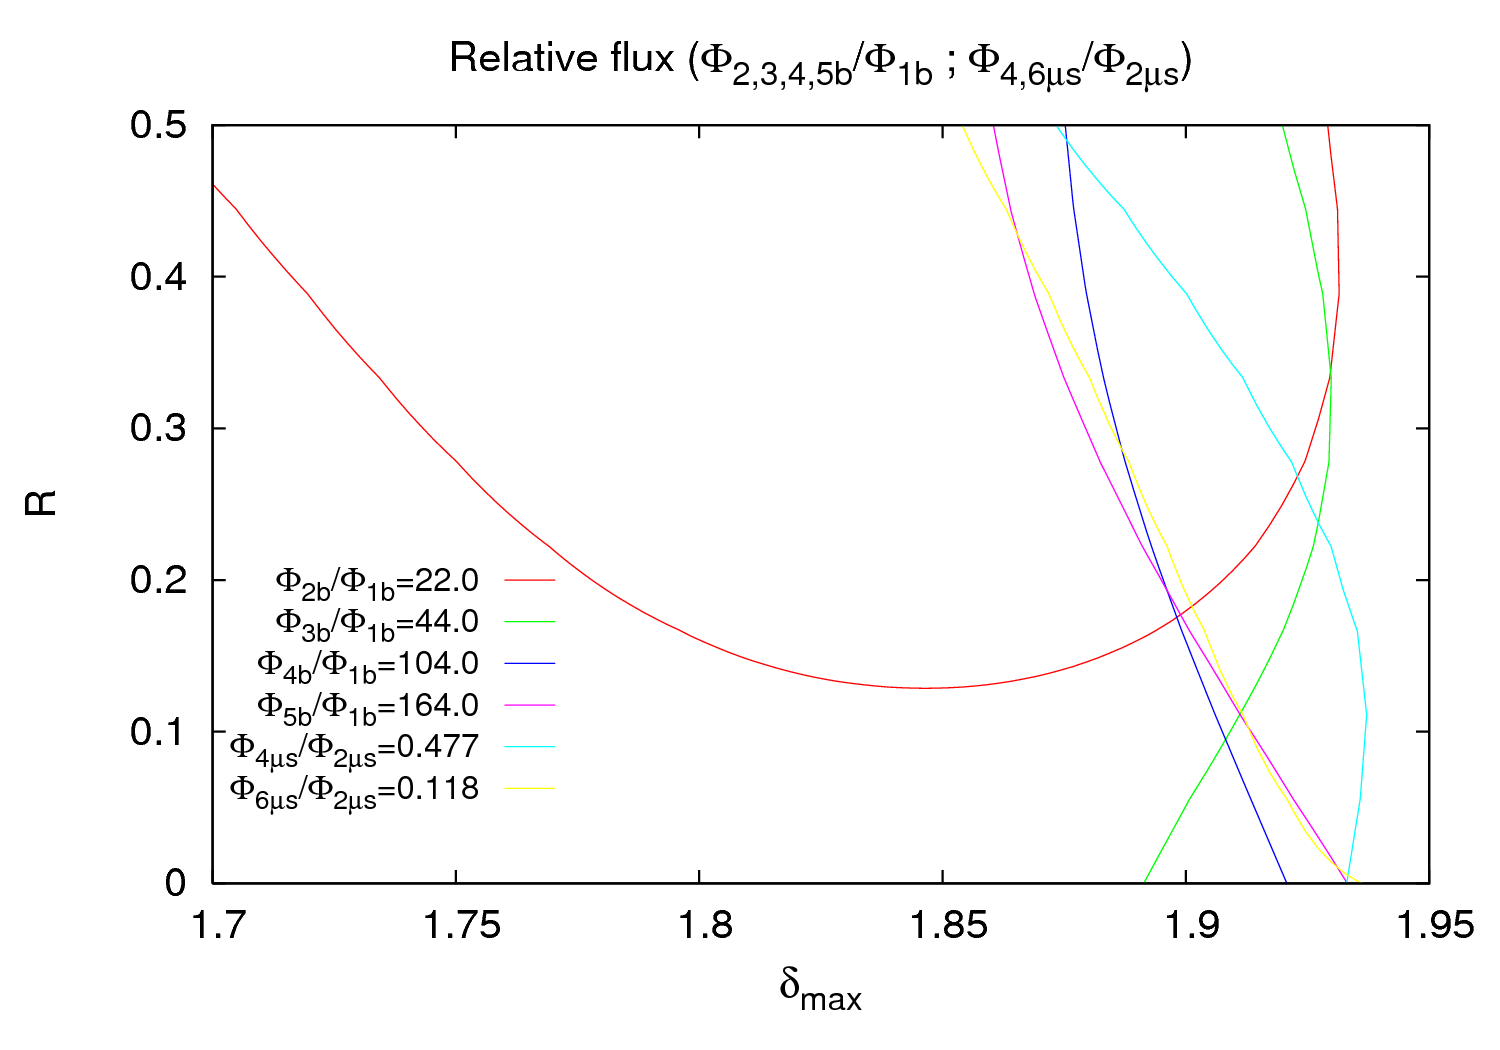 Relative flux (Φ2,3,4,5b/Φ1b ; Φ4,6μs/Φ2μs)
0.5
0.4
0.3
R
0.2
0.1
0
Φ2b/Φ1b=22.0
Φ3b/Φ1b=44.0
Φ4b/Φ1b=104.0
Φ5b/Φ1b=164.0
Φ4μs/Φ2μs=0.477
Φ6μs/Φ2μs=0.118
1.7 1.75 1.8 1.85 1.9 1.95
δmax